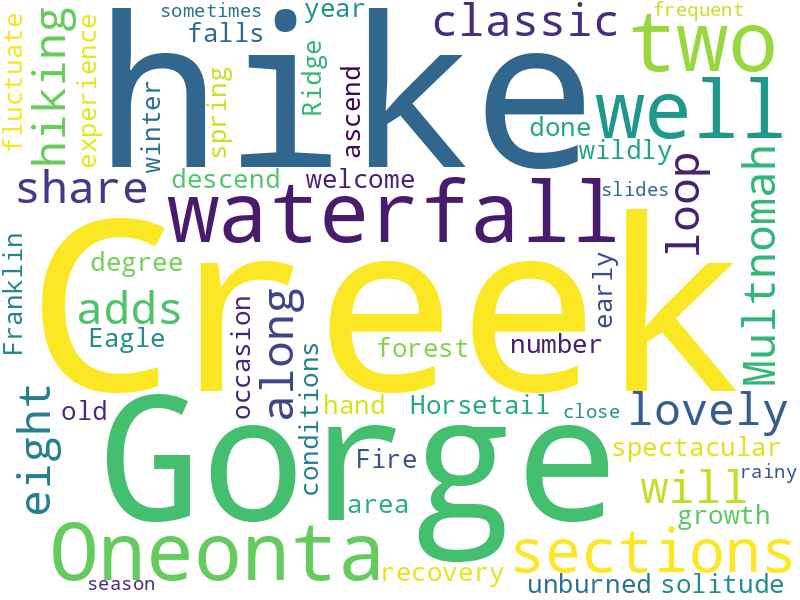 hike
Creek
Gorge
waterfall
Oneonta
two
well
sections
classic
share
adds
eight
along
loop
Multnomah
lovely
will
hiking
fluctuate
experience
sometimes
falls
year
winter
spring
Ridge
ascend
frequent
done
wildly
descend
welcome
slides
Franklin
degree
Eagle
occasion
conditions
early
forest
number
old
hand
Horsetail
close
Fire
area
spectacular
rainy
growth
recovery
season
unburned
solitude